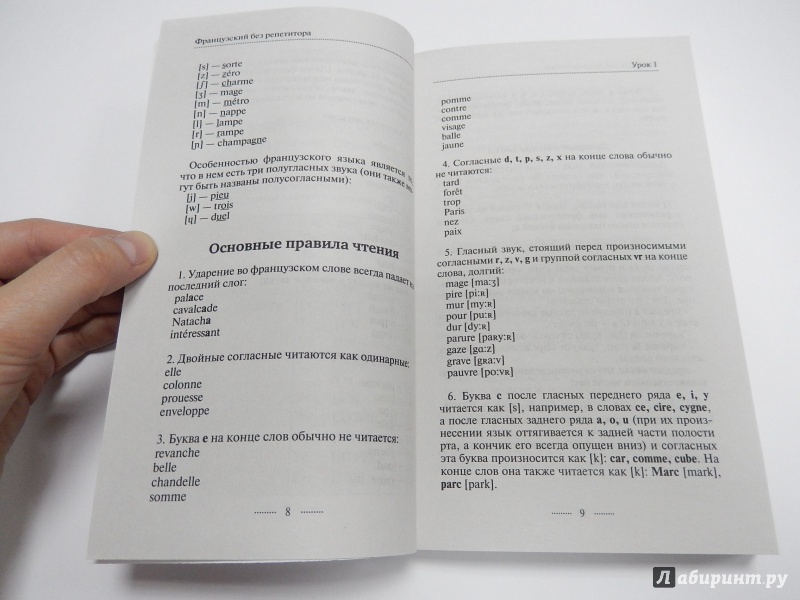 Французский без репетитора
[s] — sorte
[z] — zéro
[ʃ] — charme
[ʒ] — mage
[m] — métro
[n] — nappe
[l] — lampe
[r] — rampe
[ɲ] — champagne
Особенностью французского языка является
что в нем есть три полугласных звука (они также
гут быть названы полусогласными):
[j] — pieu
[w] — trois
[ɥ] — duel
Основные правила чтения
1. Ударение во французском слове всегда падает на
последний слог:
palace
cavalcade
Natacha
intéressant
2. Двойные согласные читаются как одинарные:
elle
colonne
prouesse
enveloppe
3. Буква e на конце слов обычно не читается:
revanche
belle
chandelle
somme
8
Урок 1
pomme
contre
comme
visage
balle
jaune
4. Согласные d, t, p, s, z, x на конце слова обычно
не читаются:
tard
forêt
trop
Paris
nez
paix
5. Гласный звук, стоящий перед произносимыми
согласными r, z, v, g и группой согласных vr на конце
слова, долгий:
mage [ma:ʒ]
pire [pi:ʀ]
mur [my:ʀ]
pour [pu:ʀ]
dur [dy:ʀ]
parure [paʀy:ʀ]
gaze [gɑ:z]
grave [gʀa:v]
pauvre [po:vʀ]
6. Буква c после гласных переднего ряда e, i, y
читается как [s], например, в словах ce, cire, cygne,
а после гласных заднего ряда a, o, u (при их произ-
несении язык оттягивается к задней части полости
рта, а кончик его всегда опущен вниз) и согласных
эта буква произносится как [k]: car, comme, cube. На
конце слов она также читается как [k]: Marc [mark],
parc [park].
9
Лабиринт.ру